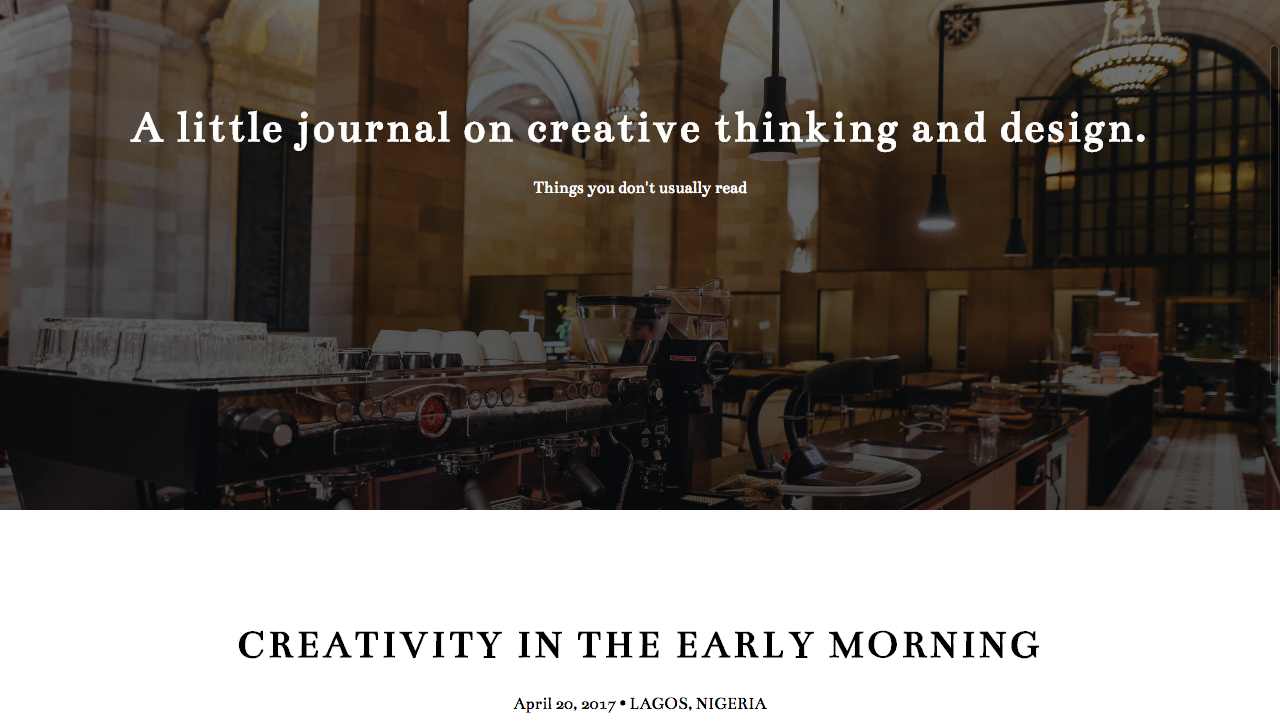 A little journal on creative thinking and design.
Things you don't usually read
CREATIVITY IN THE EARLY MORNING
April 20, 2017 • LAGOS, NIGERIA